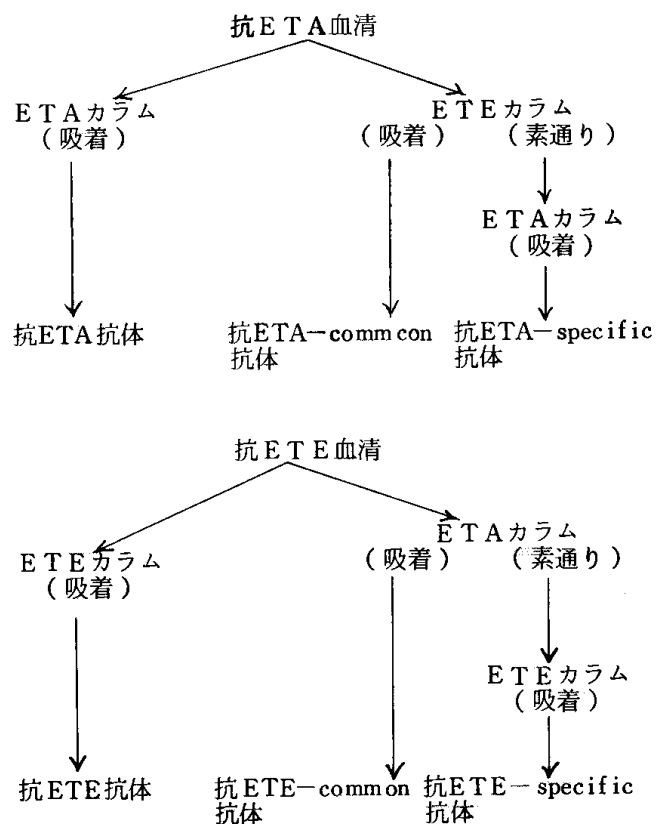 抗ETA血清
ETAカラム
(吸着)
ETEカラム
(吸着) (素通り)
ETAカラム
(吸着)
抗ETA抗体
抗ETA-commcon
抗体
抗ETA-specific
抗体
抗ETE血清
ETEカラム
(吸着)
ETAカラム
(吸着) (素通り)
ETEカラム
(吸着)
抗ETE抗体
抗ETE-common
抗体
抗ETE-specific
抗体